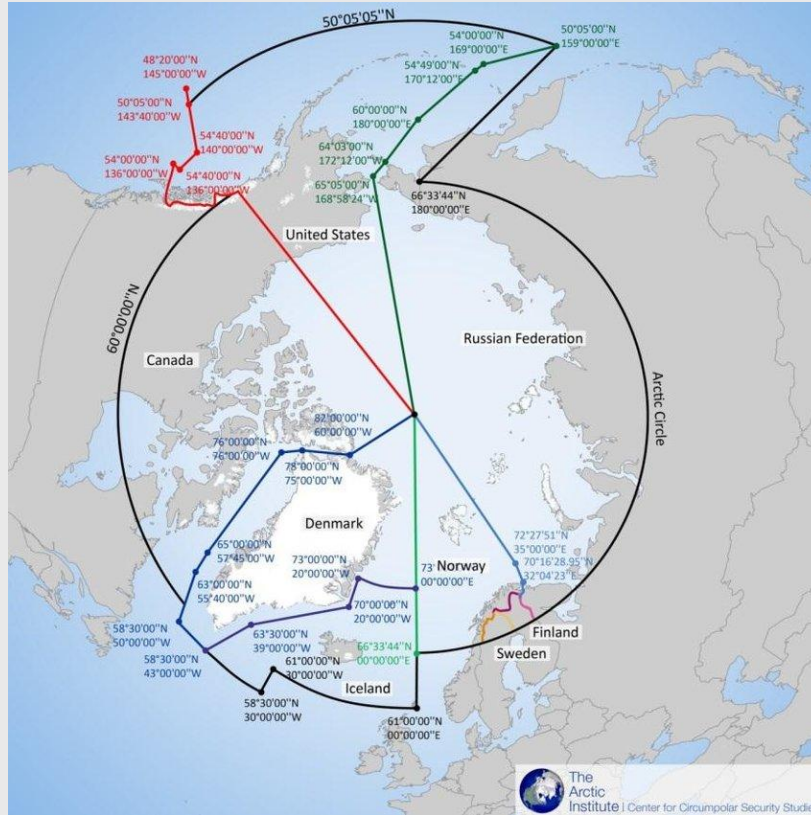 50°05'05''N
50°05'00''N
159°00'00''E
54°00'00''N
169°00'00''E
54°49'00''N
170°12'00''E
48°20'00''N
145°00'00''W
50°05'00''N
143°40'00''W
60°00'00''N
180°00'00''E
54°40'00''N
140°00'00''W
54°00'00''N
136°00'00''W
64°03'00''N
172°12'00''W
54°40'00''N
136°00'00''W
65°05'00''N
168°58'24''W
66°33'44''N
180°00'00''E
United States
60°00'00''N
Russian Federation
Canada
Arctic Circle
82°00'00''N
60°00'00''W
76°00'00''N
76°00'00''W
78°00'00''N
75°00'00''W
Denmark
72°27'51''N
35°00'00''E
65°00'00''N
57°45'00''W
73°00'00''N
20°00'00''W
Norway
73°
00°00'00''E
70°16'28.95''N
32°04'23''E
63°00'00''N
55°40'00''W
70°00'00''N
20°00'00''W
58°30'00''N
50°00'00''W
63°30'00''N
39°00'00''W
Finland
66°33'44''N
00°00'00''E
Sweden
58°30'00''N
43°00'00''W
61°00'00''N
30°00'00''W
Iceland
58°30'00''N
30°00'00''W
61°00'00''N
00°00'00''E
The
Arctic
Institute | Center for Circumpolar Security Studie